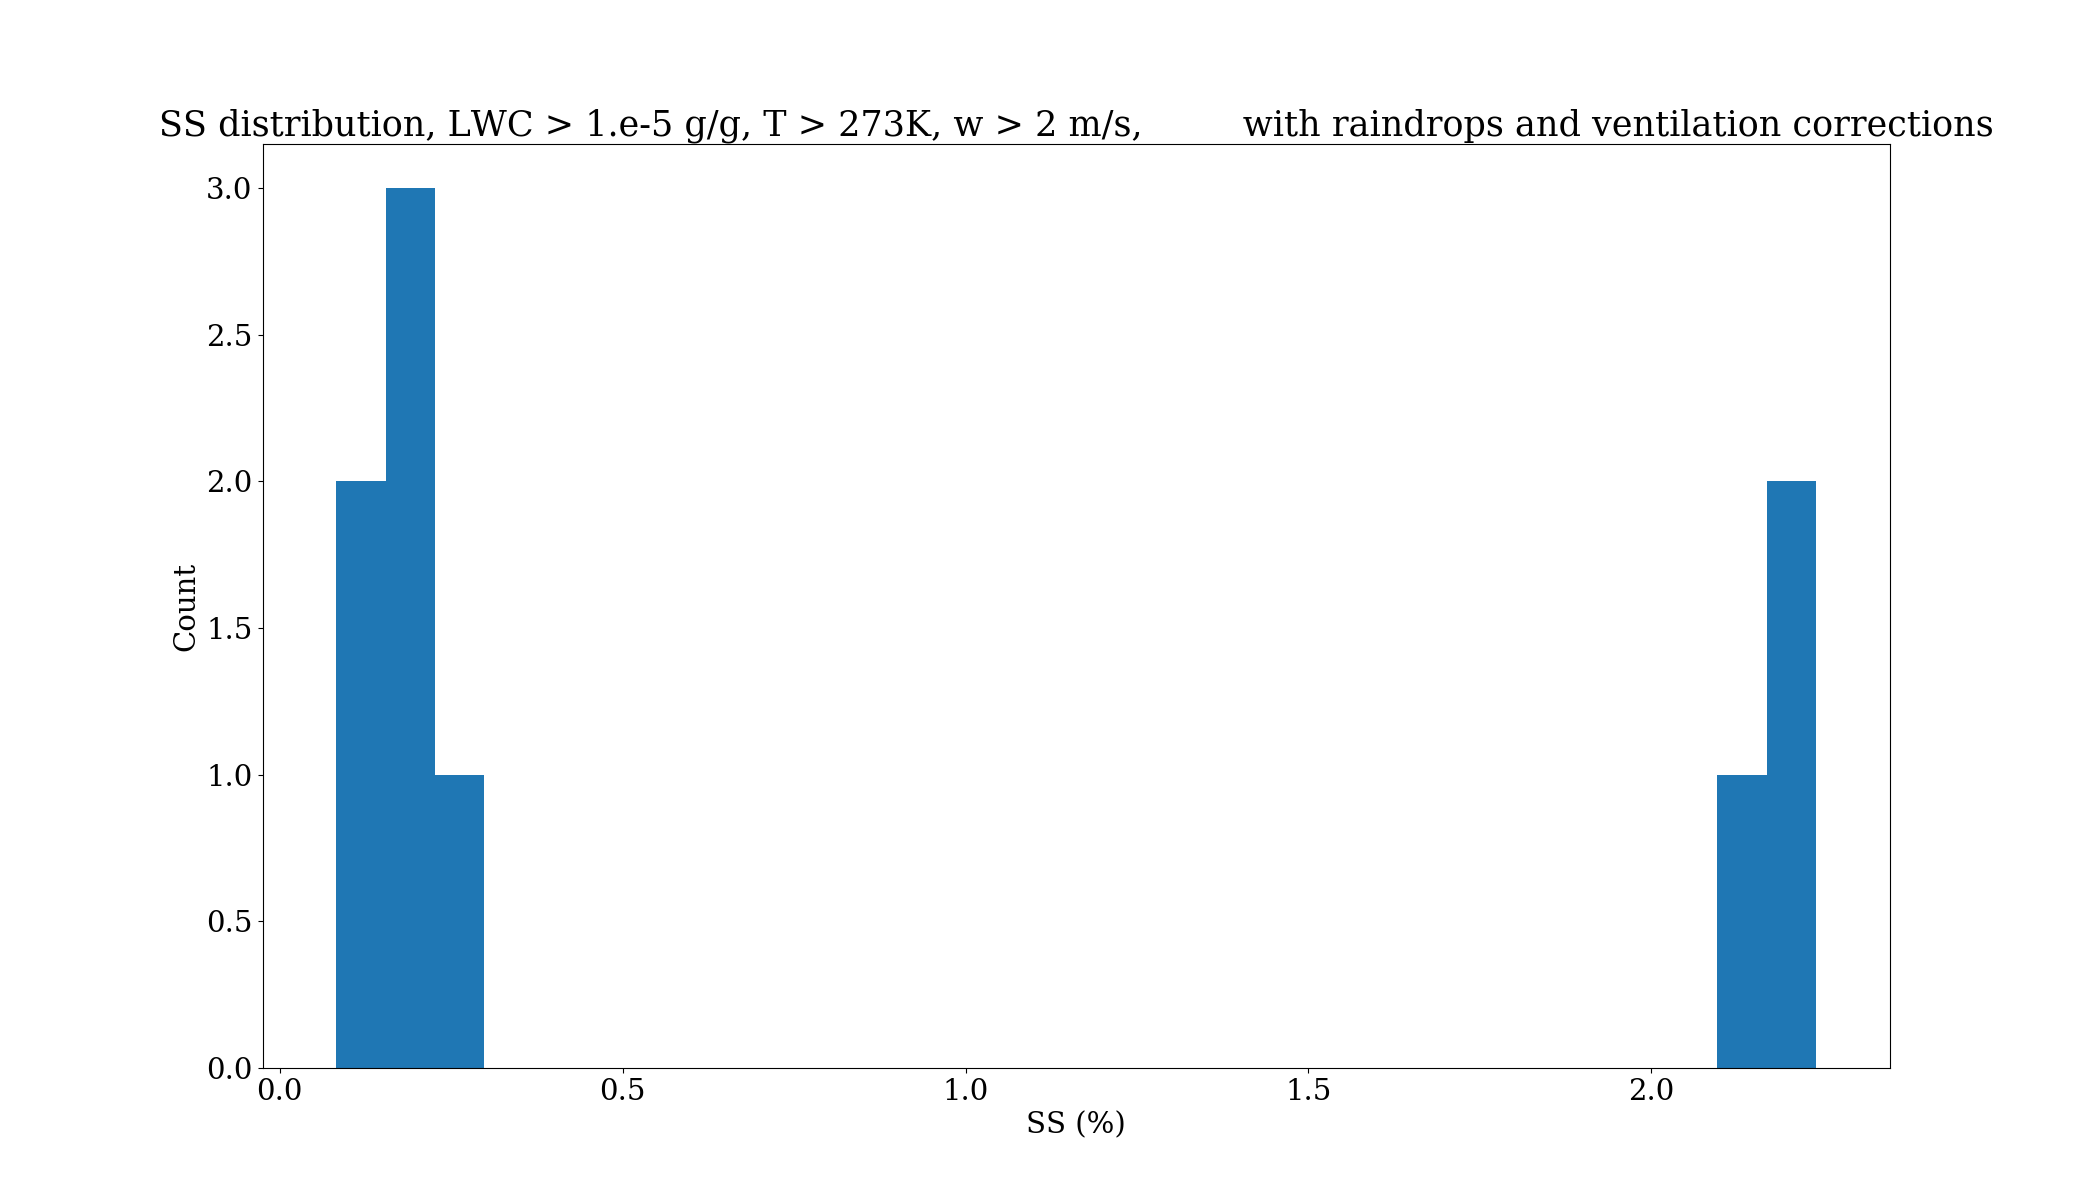 SS distribution, LWC > 1.e-5 g/g, T > 273K, w > 2 m/s, with raindrops and ventilation corrections
3.0
2.5
2.0
1.5
1.0
0.5
0.0
Count
0.0 0.5 1.0 1.5 2.0
SS (%)